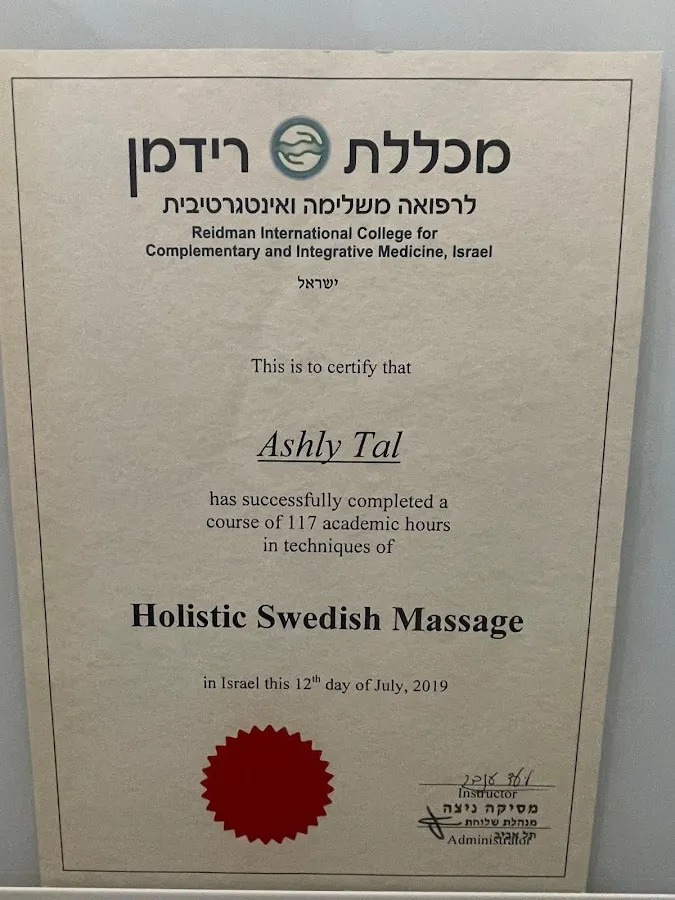 מכללת רידמן
לרפואה משלימה ואינטגרטיבית
Reidman International College for
Complementary and Integrative Medicine, Israel
ישראל
This is to certify that
Ashly Tal
has successfully completed a
course of 117 academic hours
in techniques of
Holistic Swedish Massage
in Israel this 12th day of July, 2019
Instructor
מסיקה ניצה
מנהלת שלוחת
תל אביב
Administrator